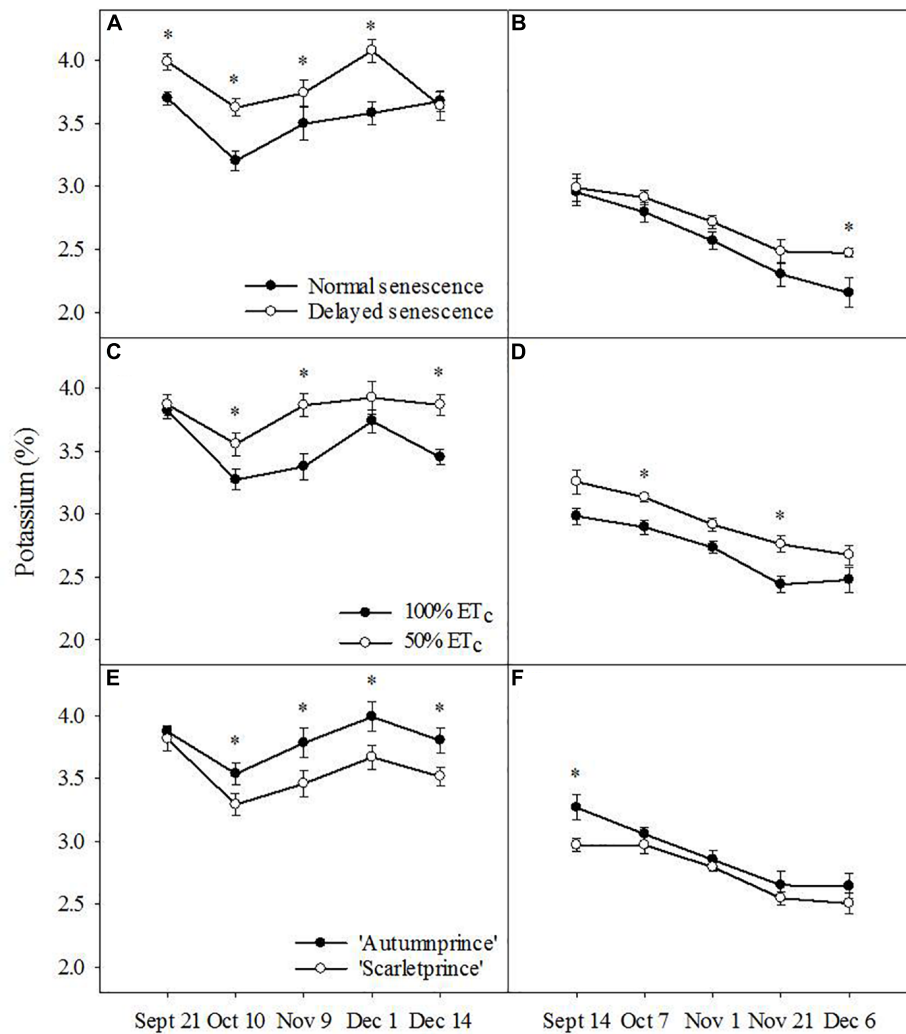 A
B
4.0
3.5
3.0
2.5
2.0
* * * *
*
Normal senescence
Delayed senescence
C
D
4.0
3.5
3.0
2.5
2.0
* * *
* *
100% ETc
50% ETc
Potassium (%)
E
F
4.0
3.5
3.0
2.5
2.0
* * * *
*
'Autumnprince'
'Scarletprince'
Sept 21 Oct 10 Nov 9 Dec 1 Dec 14
Sept 14 Oct 7 Nov 1 Nov 21 Dec 6